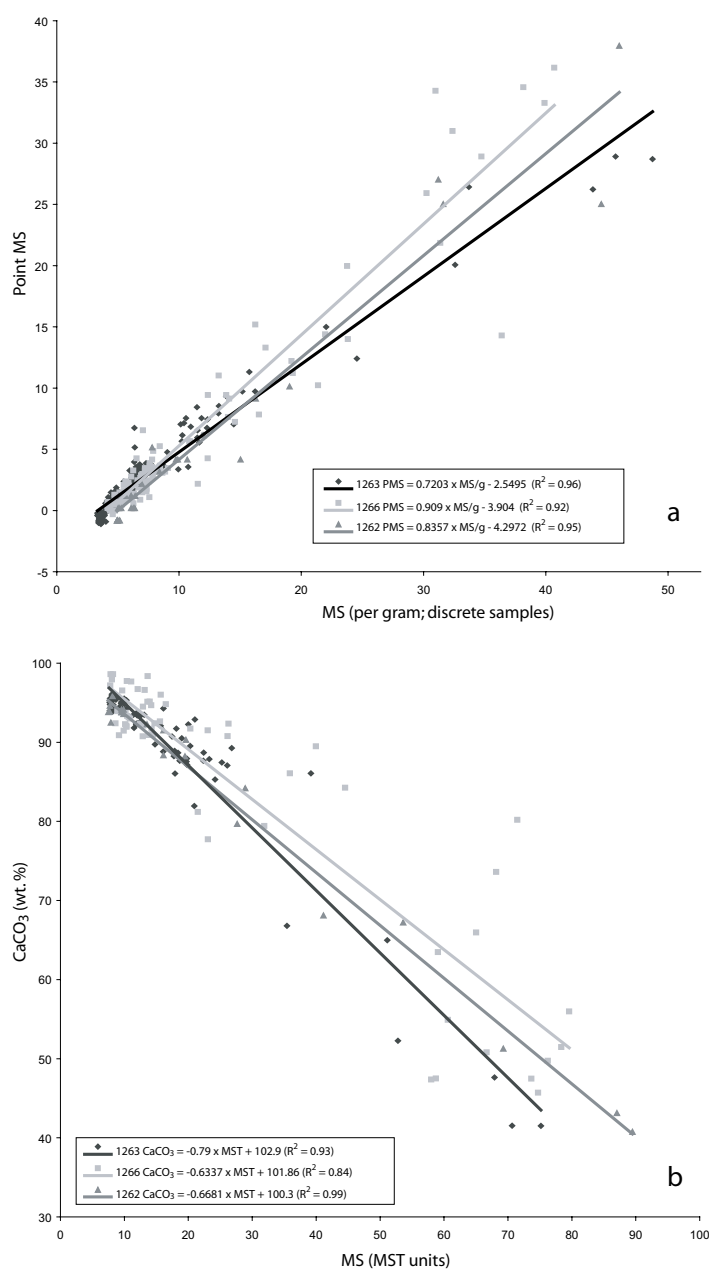 40
35
30
25
20
15
10
5
0
-5
Point MS
1263 PMS = 0.7203 x MS/g - 2.5495 (R² = 0.96)
1266 PMS = 0.909 x MS/g - 3.904 (R² = 0.92)
1262 PMS = 0.8357 x MS/g - 4.2972 (R² = 0.95)
a
0 10 20 30 40 50
MS (per gram; discrete samples)
100
90
80
70
60
50
40
30
CaCO₃ (wt.%)
1263 CaCO₃ = -0.79 x MST + 102.9 (R² = 0.93)
1266 CaCO₃ = -0.6337 x MST + 101.86 (R² = 0.84)
1262 CaCO₃ = -0.6681 x MST + 100.3 (R² = 0.99)
b
0 10 20 30 40 50 60 70 80 90 100
MS (MST units)